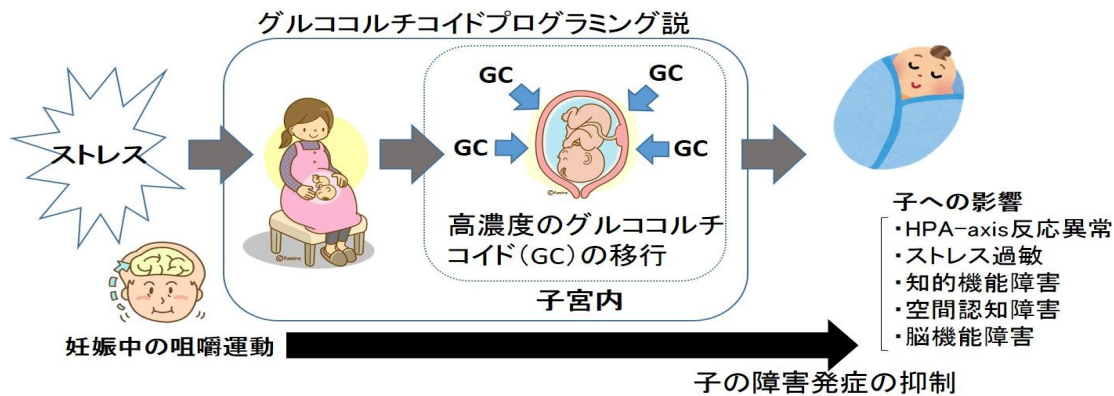 グルココルチコイドプログラミング説
ストレス
GC
GC
GC
GC
©fumira
©fumira
高濃度のグルココルチ
コイド(GC)の移行
子宮内
妊娠中の咀嚼運動
子の障害発症の抑制
子への影響
・HPA-axis反応異常
・ストレス過敏
・知的機能障害
・空間認知障害
・脳機能障害